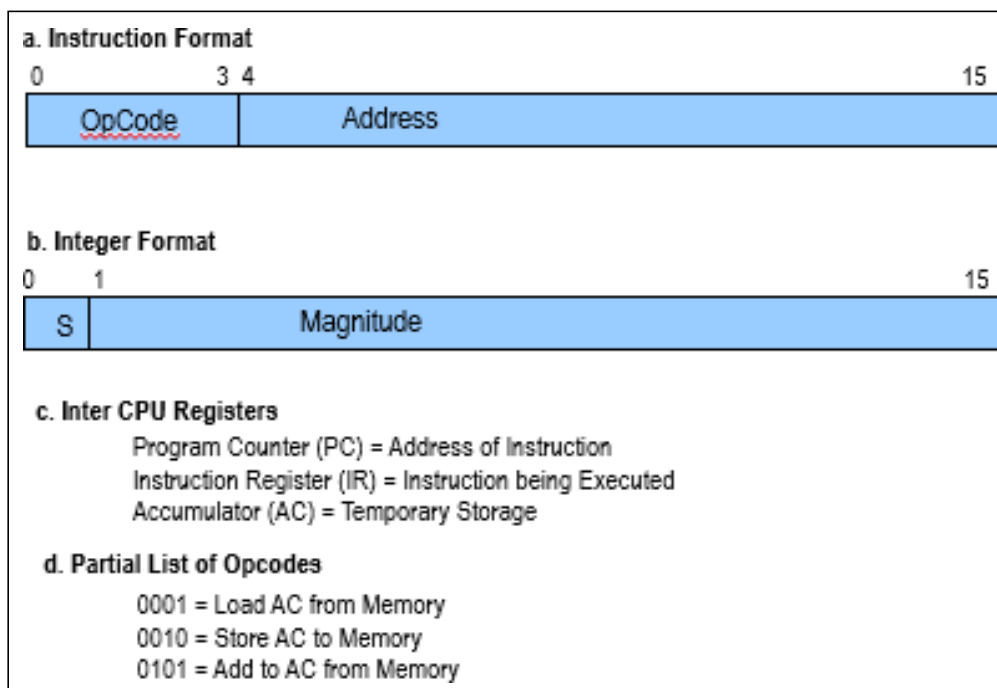 a. Instruction Format
0 3 4 15
OpCode Address
b. Integer Format
0 1 15
S Magnitude
c. Inter CPU Registers
Program Counter (PC) = Address of Instruction
Instruction Register (IR) = Instruction being Executed
Accumulator (AC) = Temporary Storage
d. Partial List of Opcodes
0001 = Load AC from Memory
0010 = Store AC to Memory
0101 = Add to AC from Memory